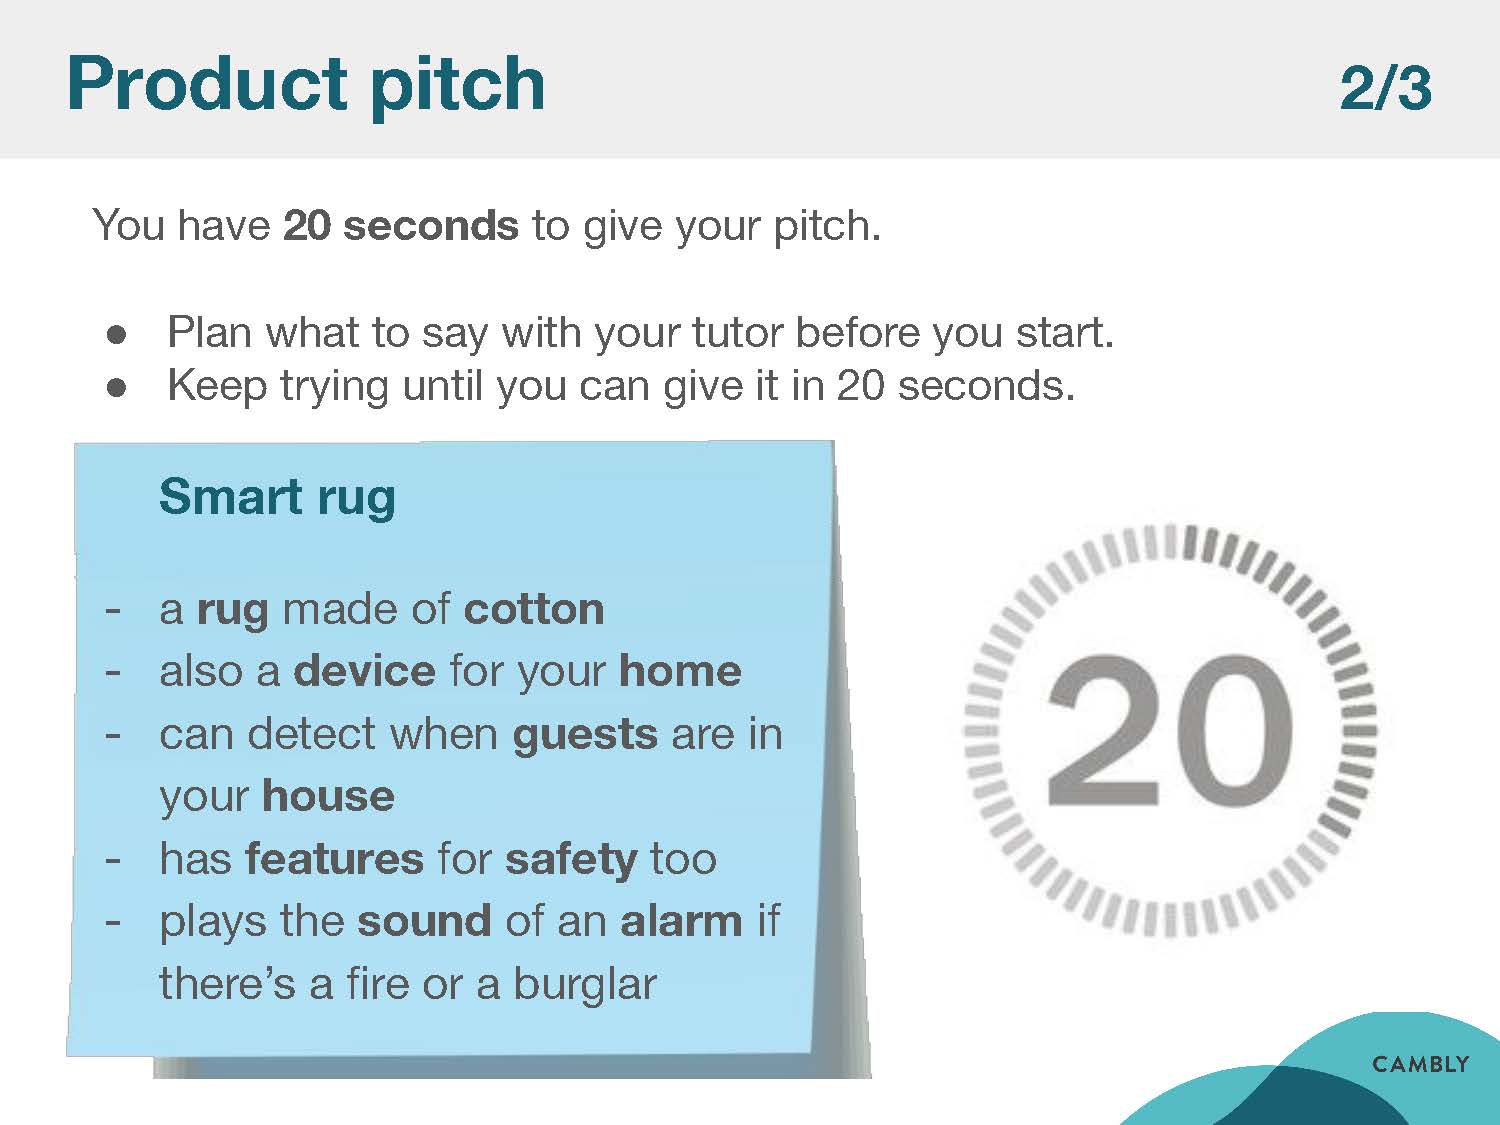 Product pitch 2/3
You have 20 seconds to give your pitch.
● Plan what to say with your tutor before you start.
● Keep trying until you can give it in 20 seconds.
Smart rug
- a rug made of cotton
- also a device for your home
- can detect when guests are in
your house
- has features for safety too
- plays the sound of an alarm if
there’s a fire or a burglar
20
CAMBLY